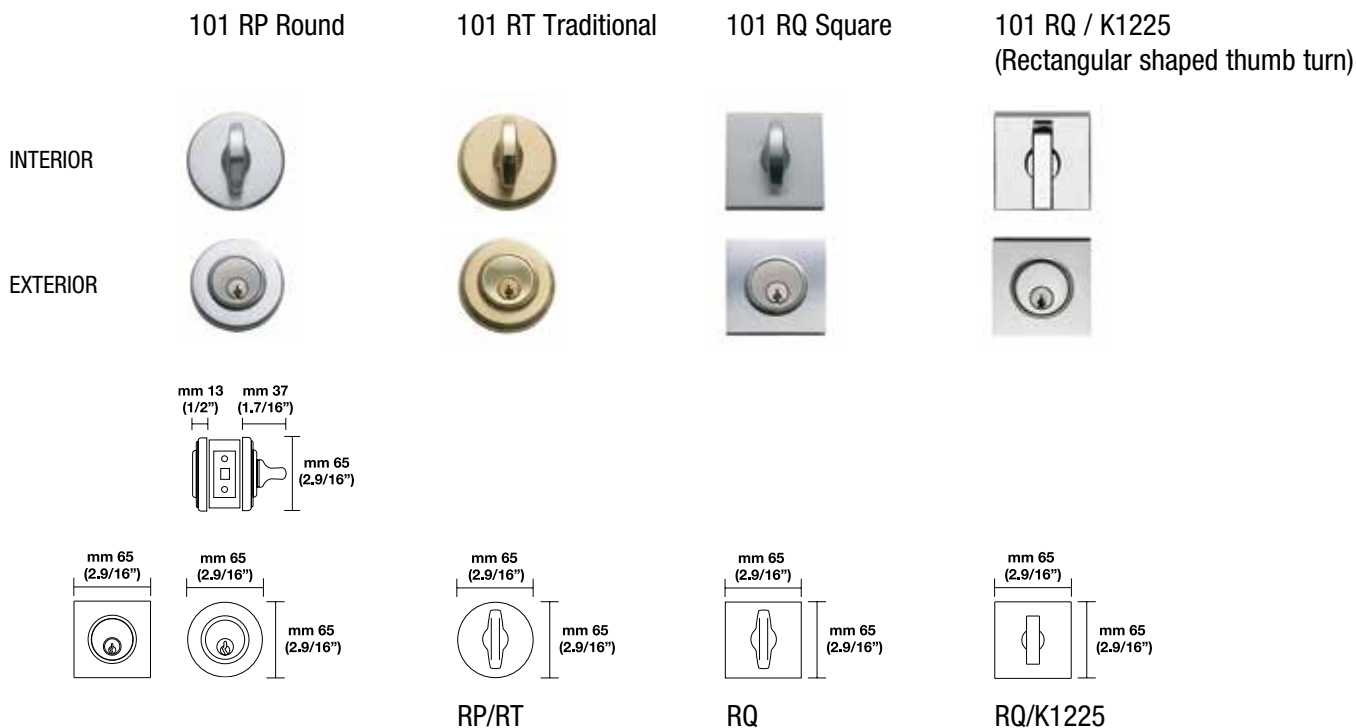 101 RP Round
101 RT Traditional
101 RQ Square
101 RQ / K1225
(Rectangular shaped thumb turn)
INTERIOR
EXTERIOR
mm 13
(1/2”)
mm 37
(1.7/16”)
mm 65
(2.9/16”)
mm 65
(2.9/16”)
mm 65
(2.9/16”)
mm 65
(2.9/16”)
mm 65
(2.9/16”)
mm 65
(2.9/16”)
mm 65
(2.9/16”)
mm 65
(2.9/16”)
mm 65
(2.9/16”)
mm 65
(2.9/16”)
RP/RT
RQ
RQ/K1225